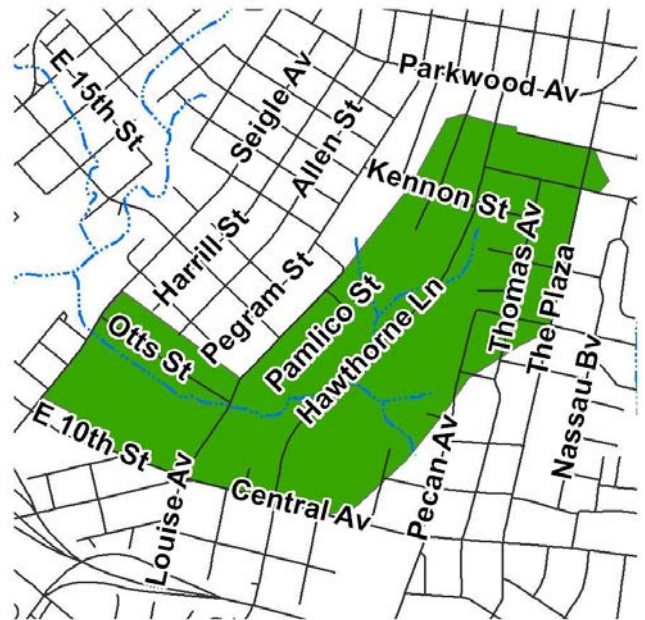 Parkwood Av
E 15th St
Seigle Av
Allen St
Kennon St
Harrill St
Thomas Av
Pegram St
The Plaza
Pamlico St
Hawthorne Ln
Otts St
Nassau Bv
E 10th St
Pecan Av
Louise Av
Central Av